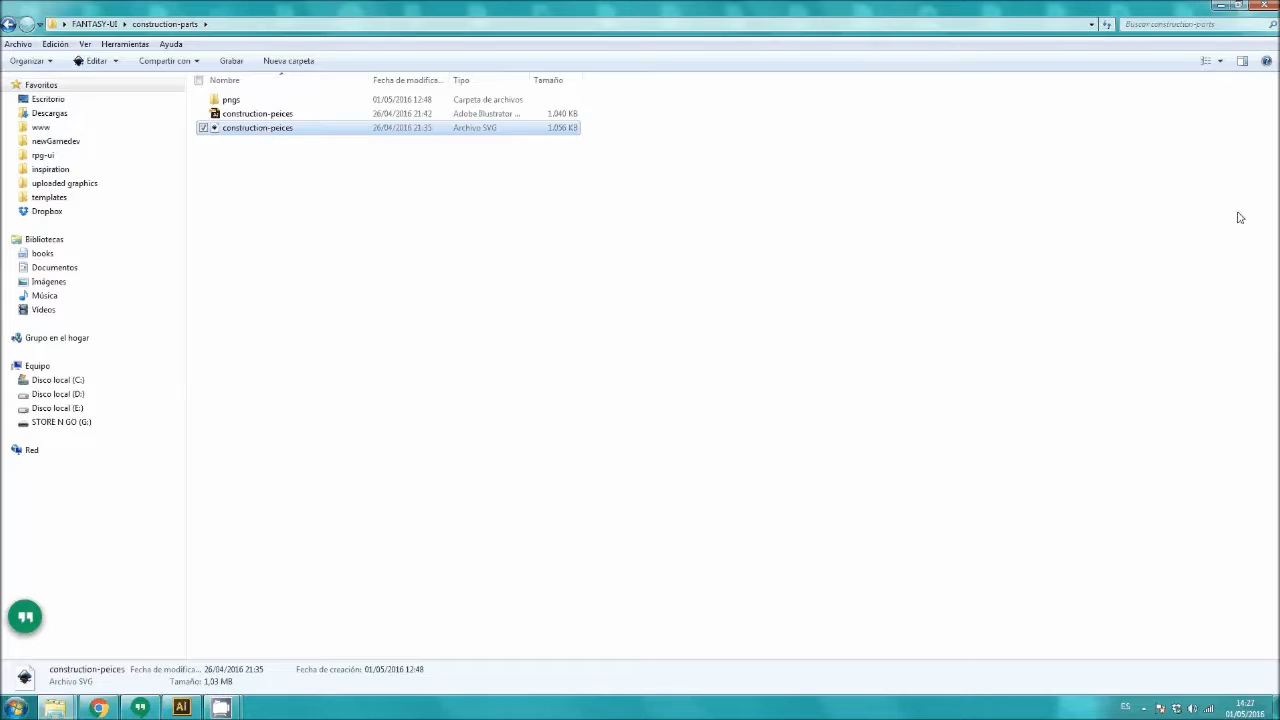 FANTASY-UI construction-parts Buscar construction-parts
Archivo Edición Ver Herramientas Ayuda
Organizar Editar Compartir con Grabar Nueva carpeta
Favoritos
Escritorio
Descargas
www
newGamedev
rpg-ui
inspiration
uploaded graphics
templates
Dropbox
Bibliotecas
books
Documentos
Imágenes
Música
Vídeos
Grupo en el hogar
Equipo
Disco local (C:)
Disco local (D:)
Disco local (E:)
STORE N GO (G:)
Red
Nombre Fecha de modifica... Tipo Tamaño
pngs 01/05/2016 12:48 Carpeta de archivos
construction-peices 26/04/2016 21:42 Adobe Illustrator ... 1.040 KB
construction-peices 26/04/2016 21:35 Archivo SVG 1.056 KB
construction-peices Fecha de modifica... 26/04/2016 21:35 Fecha de creación: 01/05/2016 12:48
Archivo SVG Tamaño: 1,03 MB
Ai ES 14:27
01/05/2016